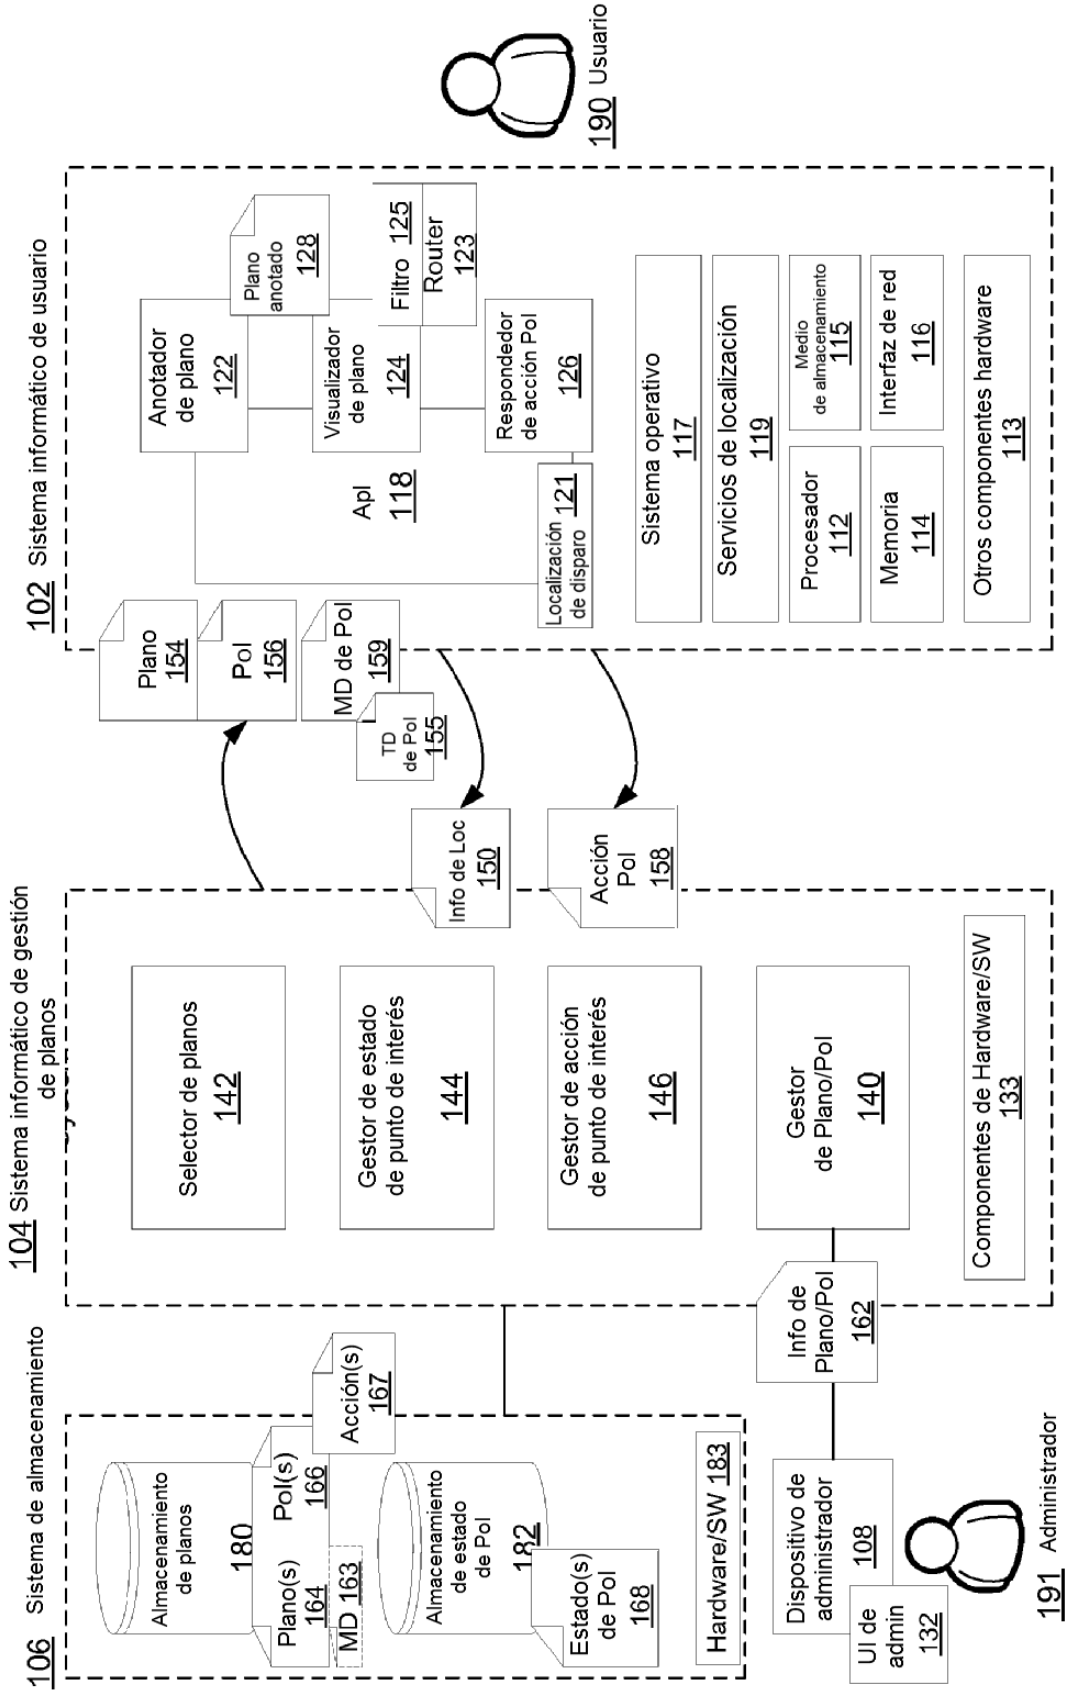 106 Sistema de almacenamiento
Almacenamiento
de planos
180
Plano(s)
164
PoI(s)
166
MD 163
Acción(s)
167
Almacenamiento
de estado
de PoI
182
Estado(s)
de PoI
168
Hardware/SW 183
Dispositivo de
administrador
108
UI de
admin
132
191 Administrador
104 Sistema informático de gestión
de planos
Selector de planos
142
Gestor de estado
de punto de interés
144
Gestor de acción
de punto de interés
146
Gestor
de Plano/PoI
140
Info de
Plano/PoI
162
Componentes de Hardware/SW
133
Info de Loc
150
Acción
PoI
158
Plano
154
PoI
156
MD de PoI
159
TD
de PoI
155
102 Sistema informático de usuario
Anotador
de plano
122
Plano
anotado
128
Visualizador
de plano
124
Filtro 125
Router
123
Respondedor
de acción PoI
126
Apl
118
Localización 121
de disparo
Sistema operativo
117
Servicios de localización
119
Procesador
112
Medio
de almacenamiento
115
Memoria
114
Interfaz de red
116
Otros componentes hardware
113
190 Usuario